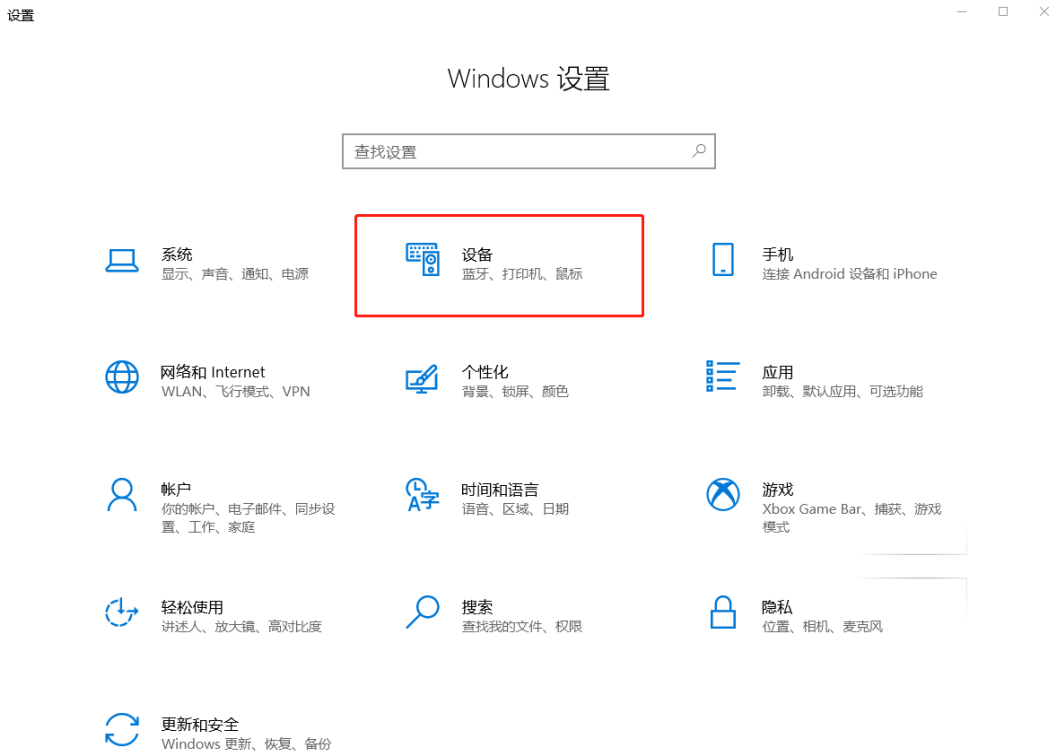 设置
Windows 设置
查找设置
系统
显示、声音、通知、电源
设备
蓝牙、打印机、鼠标
手机
连接 Android 设备和 iPhone
网络和 Internet
WLAN、飞行模式、VPN
个性化
背景、锁屏、颜色
应用
卸载、默认应用、可选功能
帐户
你的帐户、电子邮件、同步设
置、工作、家庭
时间和语言
语音、区域、日期
游戏
Xbox Game Bar、捕获、游戏
模式
轻松使用
讲述人、放大镜、高对比度
搜索
查找我的文件、权限
隐私
位置、相机、麦克风
更新和安全
Windows 更新、恢复、备份